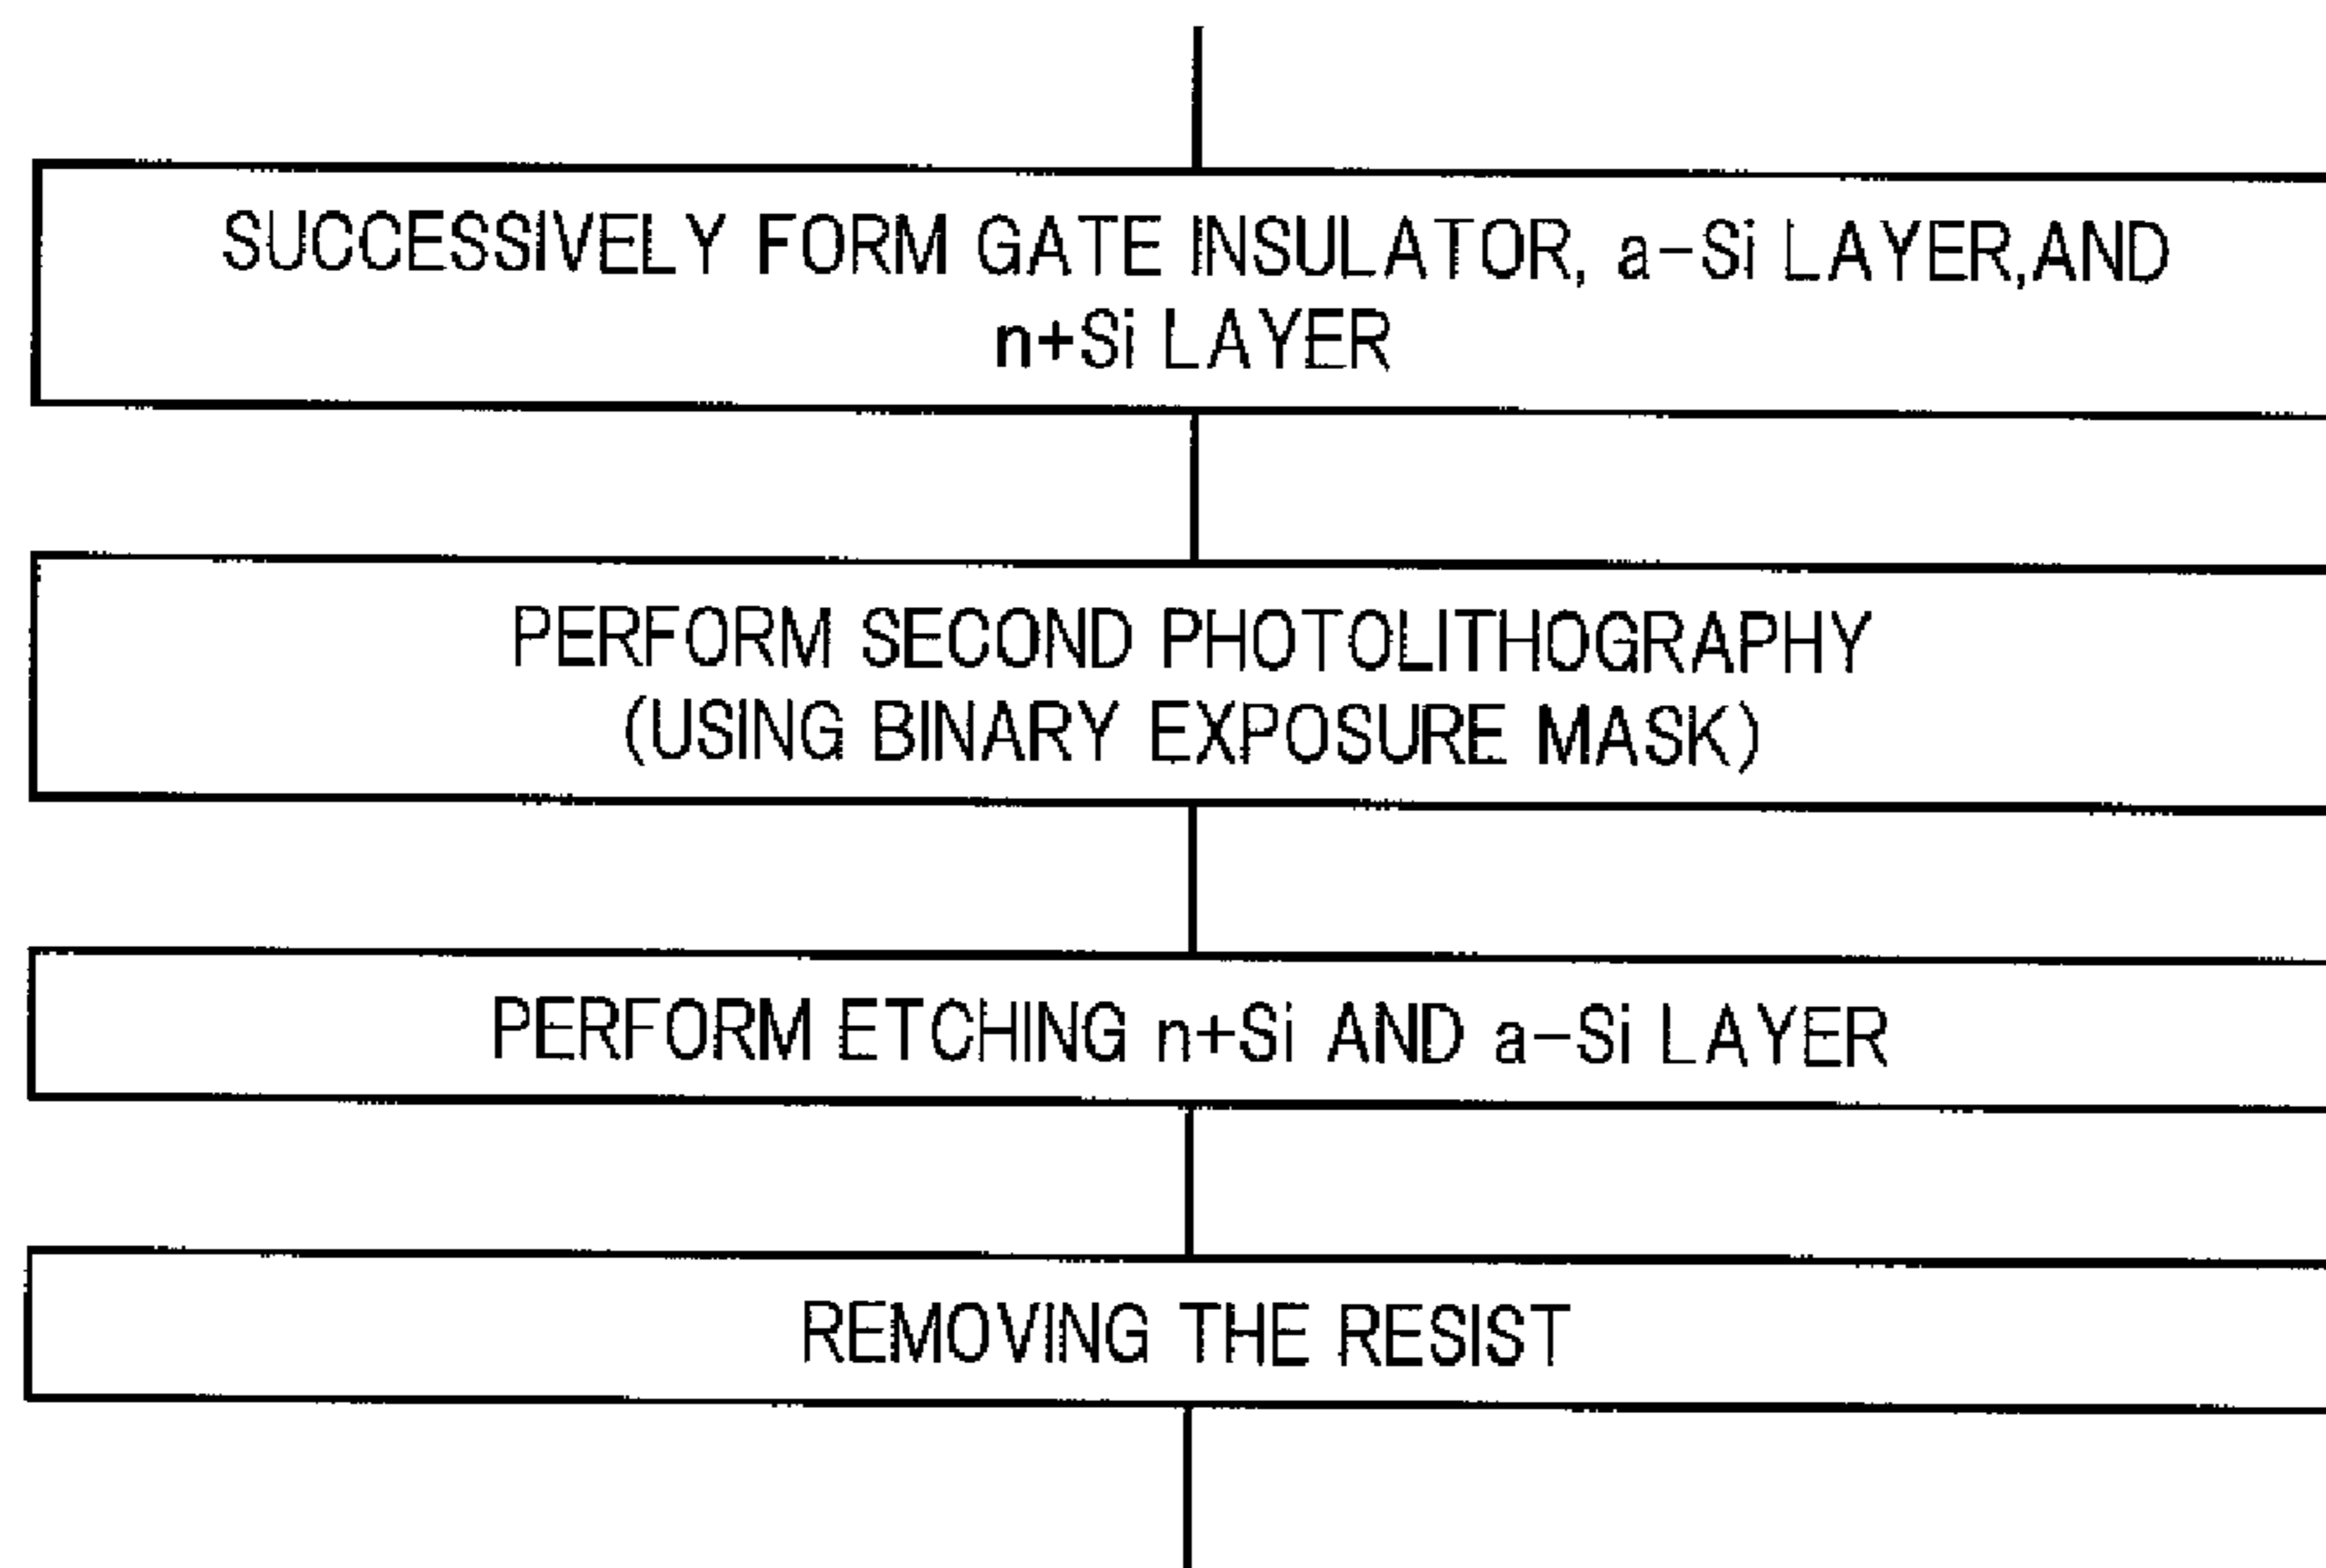 SUCCESSIVELY FORM GATE INSULATOR, a-Si LAYER,AND
n+Si LAYER
PERFORM SECOND PHOTOLITHOGRAPHY
(USING BINARY EXPOSURE MASK)
PERFORM ETCHING n+Si AND a-Si LAYER
REMOVING THE RESIST